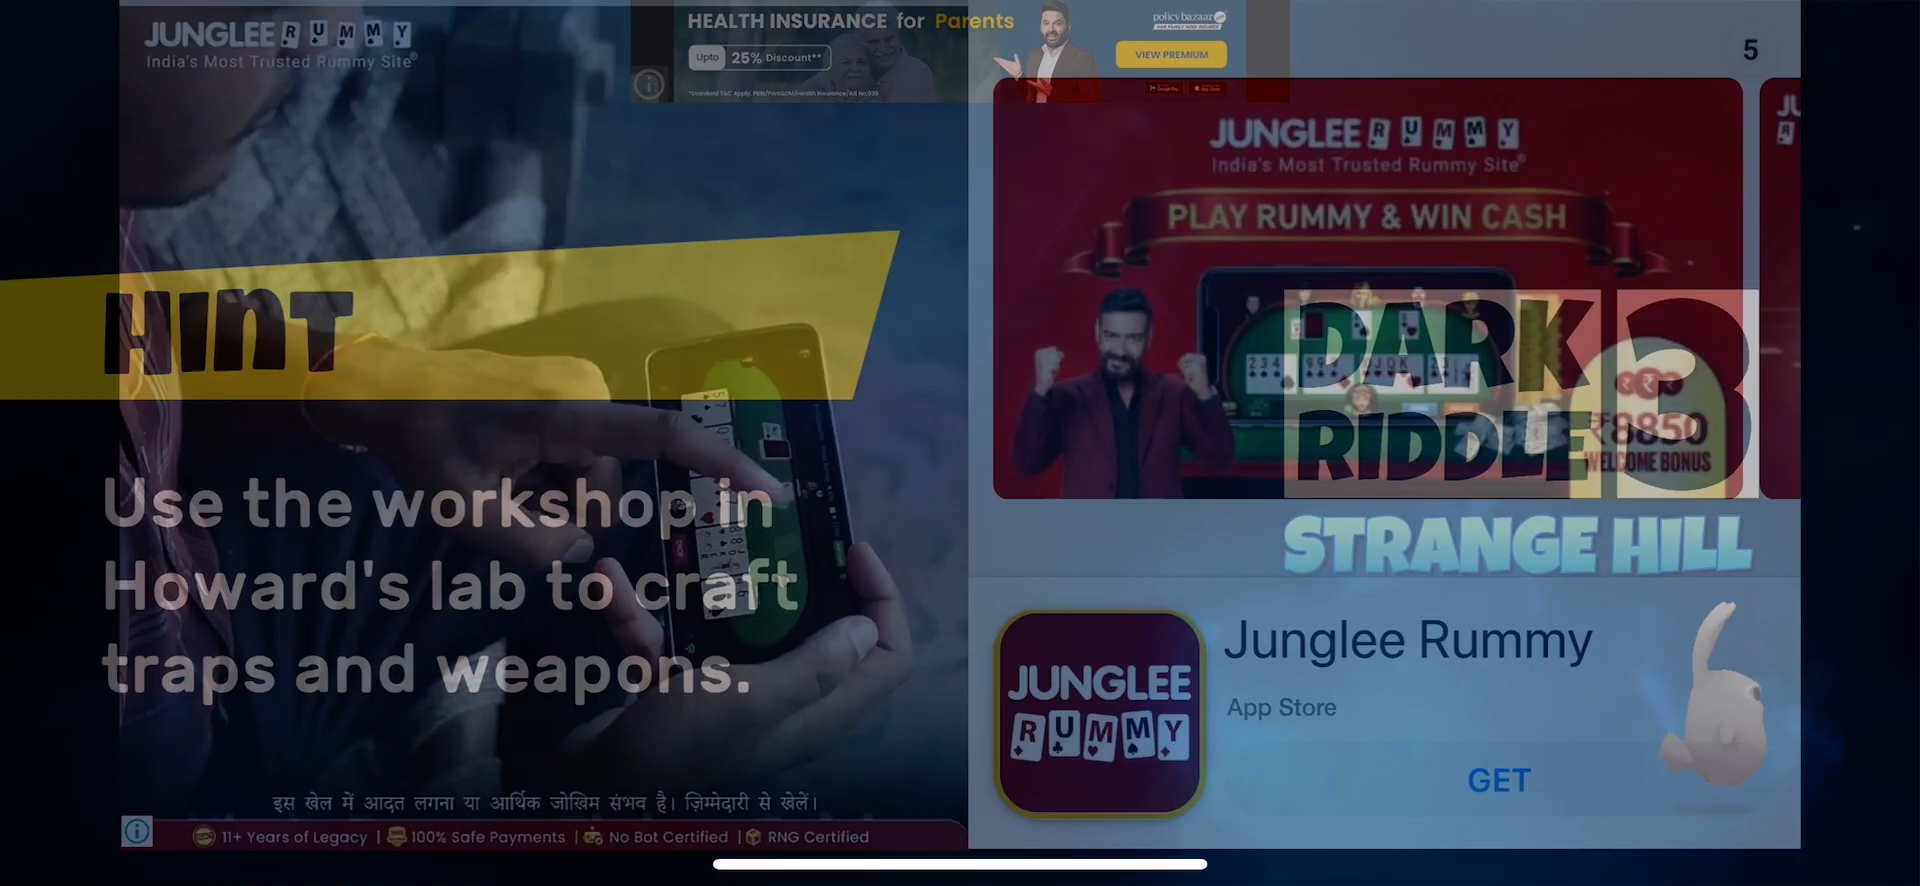 JUNGLEE RUMMY
India's Most Trusted Rummy Site®
HEALTH INSURANCE for Parents
Upto 25% Discount**
*Standard T&C Apply.
policybazaar
VIEW PREMIUM
5
JUNGLEE RUMMY
India's Most Trusted Rummy Site®
PLAY RUMMY & WIN CASH
HINT
Use the workshop in
Howard's lab to craft
traps and weapons.
DARK
RIDDLE 3
STRANGE HILL
₹8850
WELCOME BONUS
JUNGLEE
RUMMY
Junglee Rummy
App Store
GET
इस खेल में आदत लगना या आर्थिक जोखिम संभव है। ज़िम्मेदारी से खेलें।
11+ Years of Legacy | 100% Safe Payments | No Bot Certified | RNG Certified